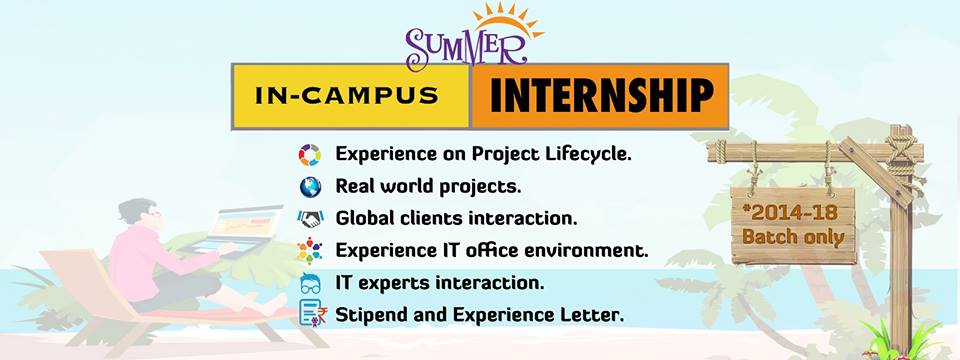 SUMMER
IN-CAMPUS INTERNSHIP
Experience on Project Lifecycle.
Real world projects.
Global clients interaction.
Experience IT office environment.
IT experts interaction.
₹ Stipend and Experience Letter.
*2014-18
Batch only